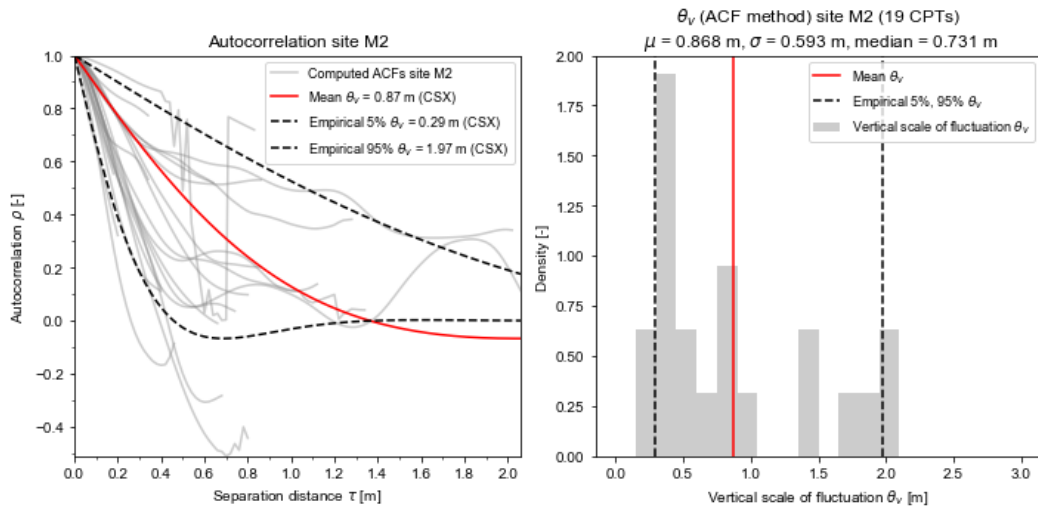 Autocorrelation site M2
1.0
0.8
0.6
0.4
0.2
0.0
−0.2
−0.4
Autocorrelation ρ [-]
Computed ACFs site M2
Mean θv = 0.87 m (CSX)
Empirical 5% θv = 0.29 m (CSX)
Empirical 95% θv = 1.97 m (CSX)
0.0 0.2 0.4 0.6 0.8 1.0 1.2 1.4 1.6 1.8 2.0
Separation distance τ [m]
θv (ACF method) site M2 (19 CPTs)
μ = 0.868 m, σ = 0.593 m, median = 0.731 m
2.00
1.75
1.50
1.25
1.00
0.75
0.50
0.25
0.00
Density [-]
Mean θv
Empirical 5%, 95% θv
Vertical scale of fluctuation θv
0.0 0.5 1.0 1.5 2.0 2.5 3.0
Vertical scale of fluctuation θv [m]